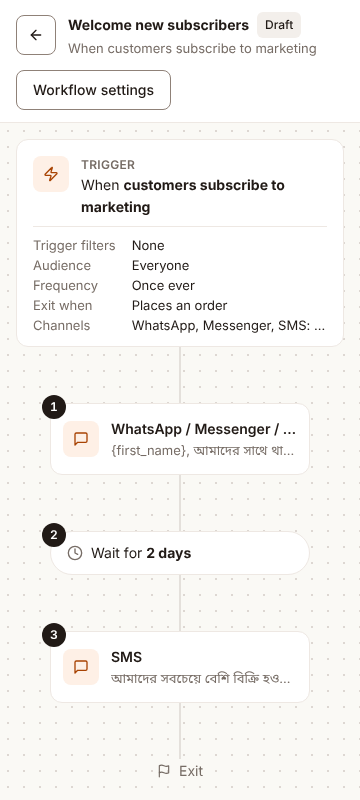 Welcome new subscribers
Draft
When customers subscribe to marketing
Workflow settings
TRIGGER
When customers subscribe to
marketing
Trigger filters None
Audience Everyone
Frequency Once ever
Exit when Places an order
Channels WhatsApp, Messenger, SMS: ...
1
WhatsApp / Messenger / ...
{first_name}, আমাদের সাথে থা...
2
Wait for 2 days
3
SMS
আমাদের সবচেয়ে বেশি বিক্রি হও...
Exit